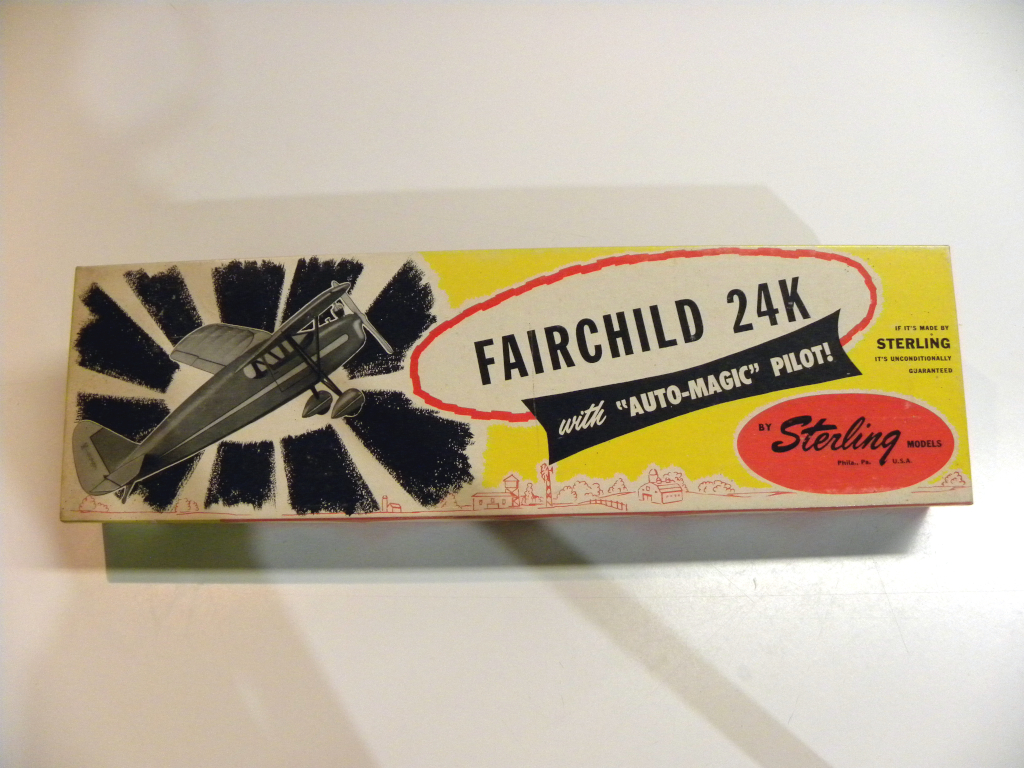 FAIRCHILD 24K
with "AUTO-MAGIC" PILOT!
IF IT'S MADE BY
STERLING
IT'S UNCONDITIONALLY
GUARANTEED
BY Sterling MODELS
Phila., Pa. U.S.A.